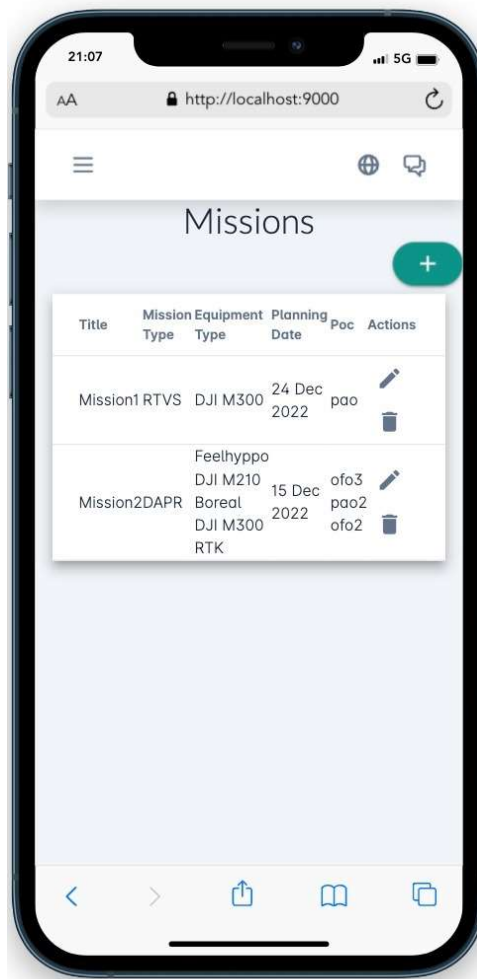 21:07
5G
AA
http://localhost:9000
Missions
+
Title Mission Type Equipment Type Planning Date Poc Actions
Mission1 RTVS DJI M300 24 Dec 2022 pao
Mission2 DAPR Feelhyppo DJI M210 Boreal DJI M300 RTK 15 Dec 2022 ofo3 pao2 ofo2